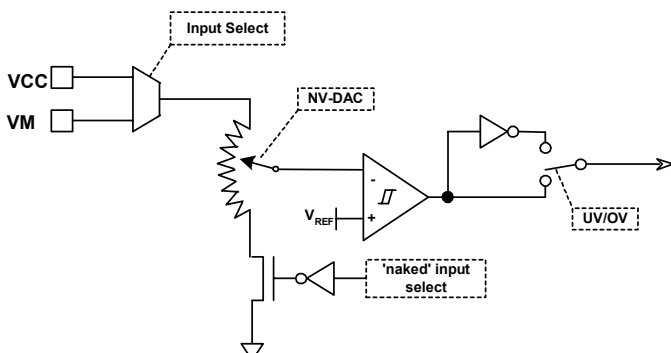 Input Select
VCC
VM
NV-DAC
-
VREF
+
UV/OV
'naked' input
select